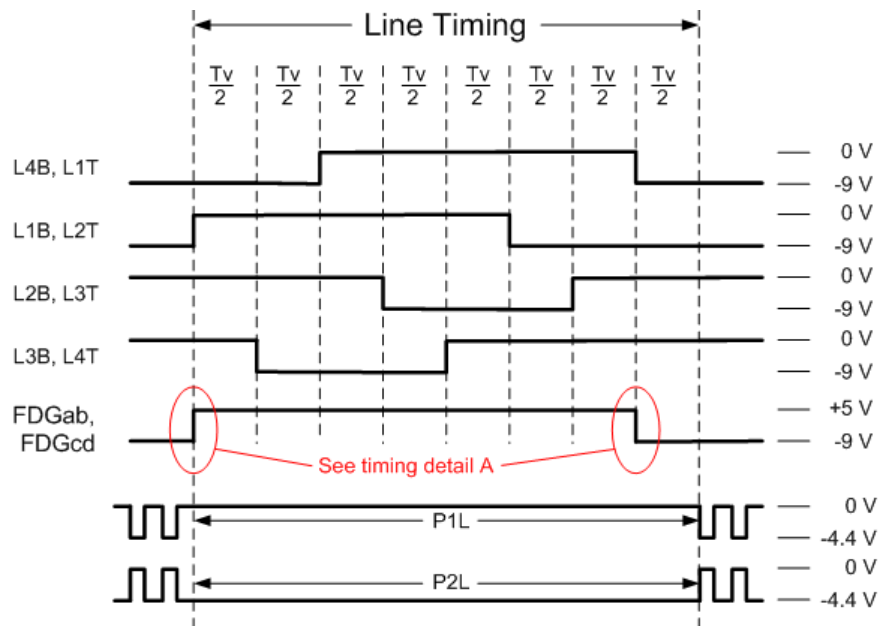 Line Timing
Tv/2 Tv/2 Tv/2 Tv/2 Tv/2 Tv/2 Tv/2 Tv/2
L4B, L1T
0 V
-9 V
L1B, L2T
0 V
-9 V
L2B, L3T
0 V
-9 V
L3B, L4T
0 V
-9 V
FDGab,
FDGcd
+5 V
-9 V
See timing detail A
P1L
0 V
-4.4 V
P2L
0 V
-4.4 V